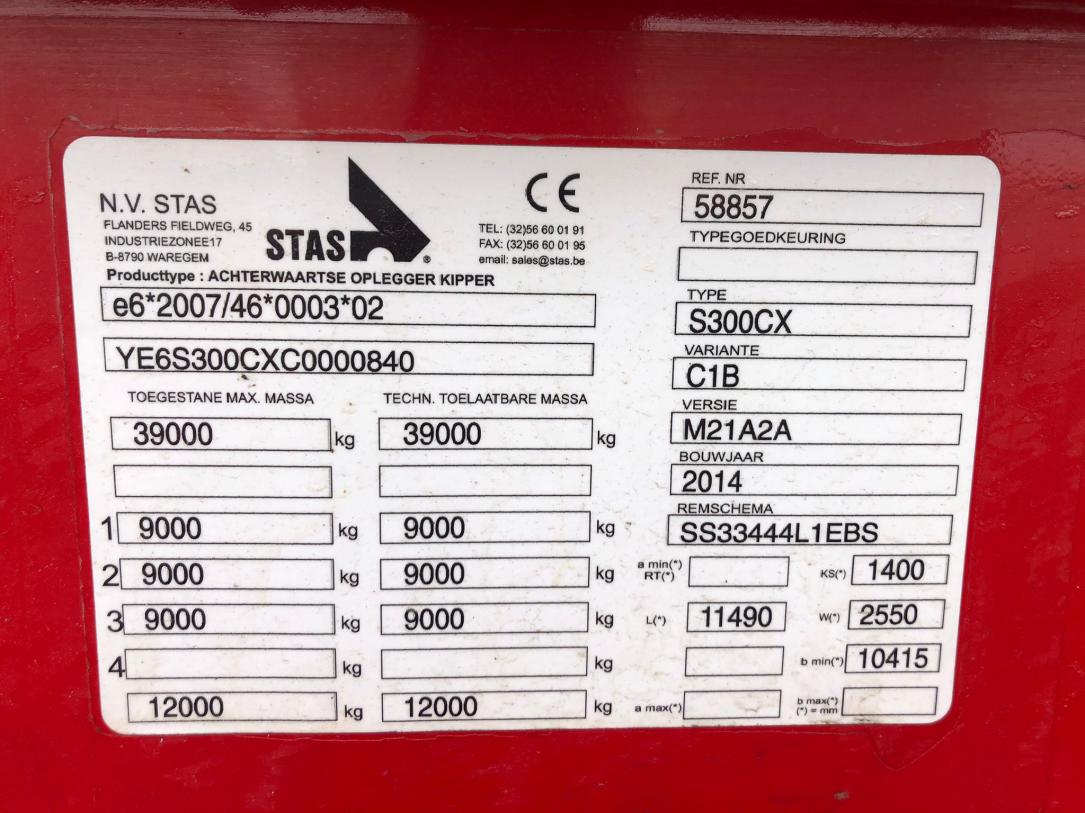 N.V. STAS
FLANDERS FIELDWEG, 45
INDUSTRIEZONEE17
B-8790 WAREGEM
STAS®
CE
TEL: (32)56 60 01 91
FAX: (32)56 60 01 95
email: sales@stas.be
Producttype : ACHTERWAARTSE OPLEGGER KIPPER
e6*2007/46*0003*02
YE6S300CXC0000840
TOEGESTANE MAX. MASSA TECHN. TOELAATBARE MASSA
39000 kg 39000 kg
1 9000 kg 9000 kg
2 9000 kg 9000 kg
3 9000 kg 9000 kg
4 kg kg
12000 kg 12000 kg
REF. NR
58857
TYPEGOEDKEURING
TYPE
S300CX
VARIANTE
C1B
VERSIE
M21A2A
BOUWJAAR
2014
REMSCHEMA
SS33444L1EBS
a min(*)
RT(*) KS(*) 1400
L(*) 11490 W(*) 2550
b min(*) 10415
a max(*) b max(*)
(*) = mm